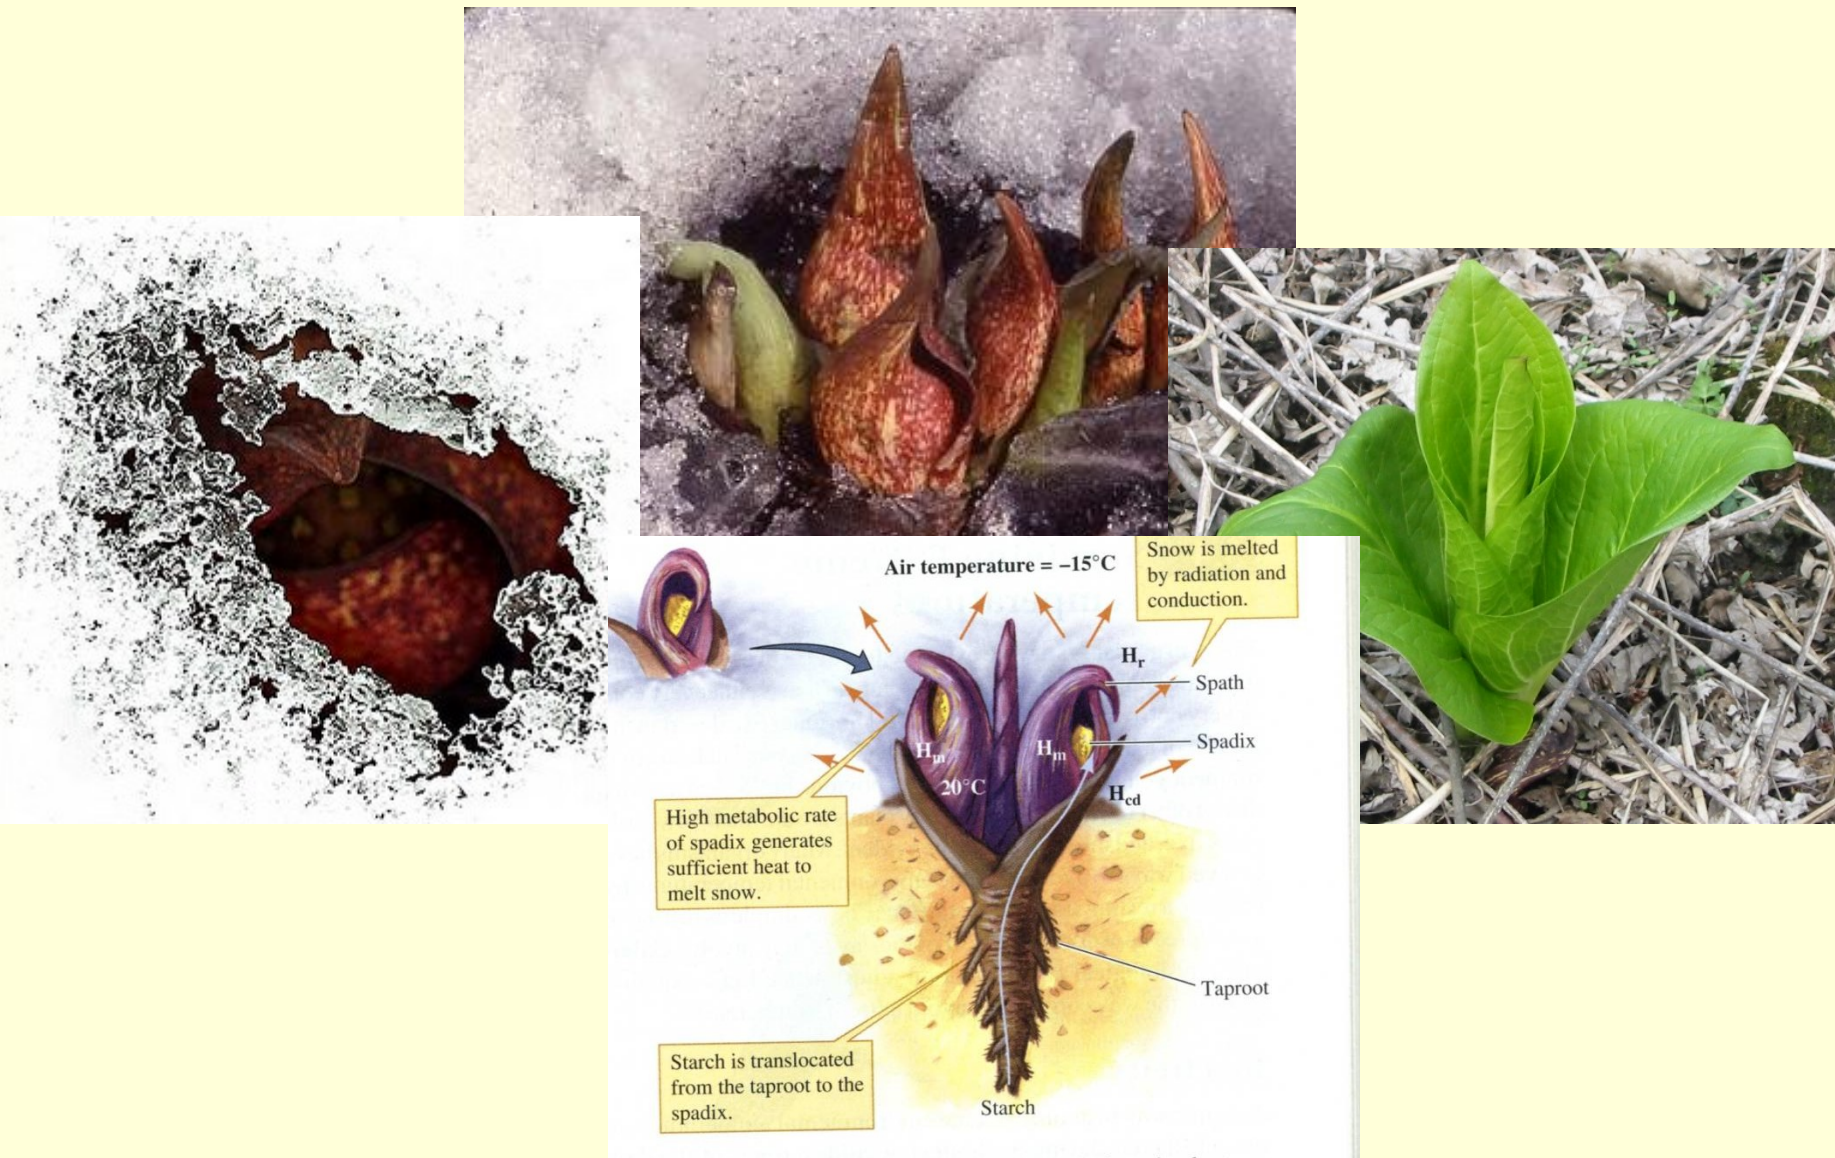 Air temperature = –15°C
Snow is melted
by radiation and
conduction.
Hr
Spath
Spadix
Hm
Hm
20°C
Hcd
High metabolic rate
of spadix generates
sufficient heat to
melt snow.
Taproot
Starch is translocated
from the taproot to the
spadix.
Starch